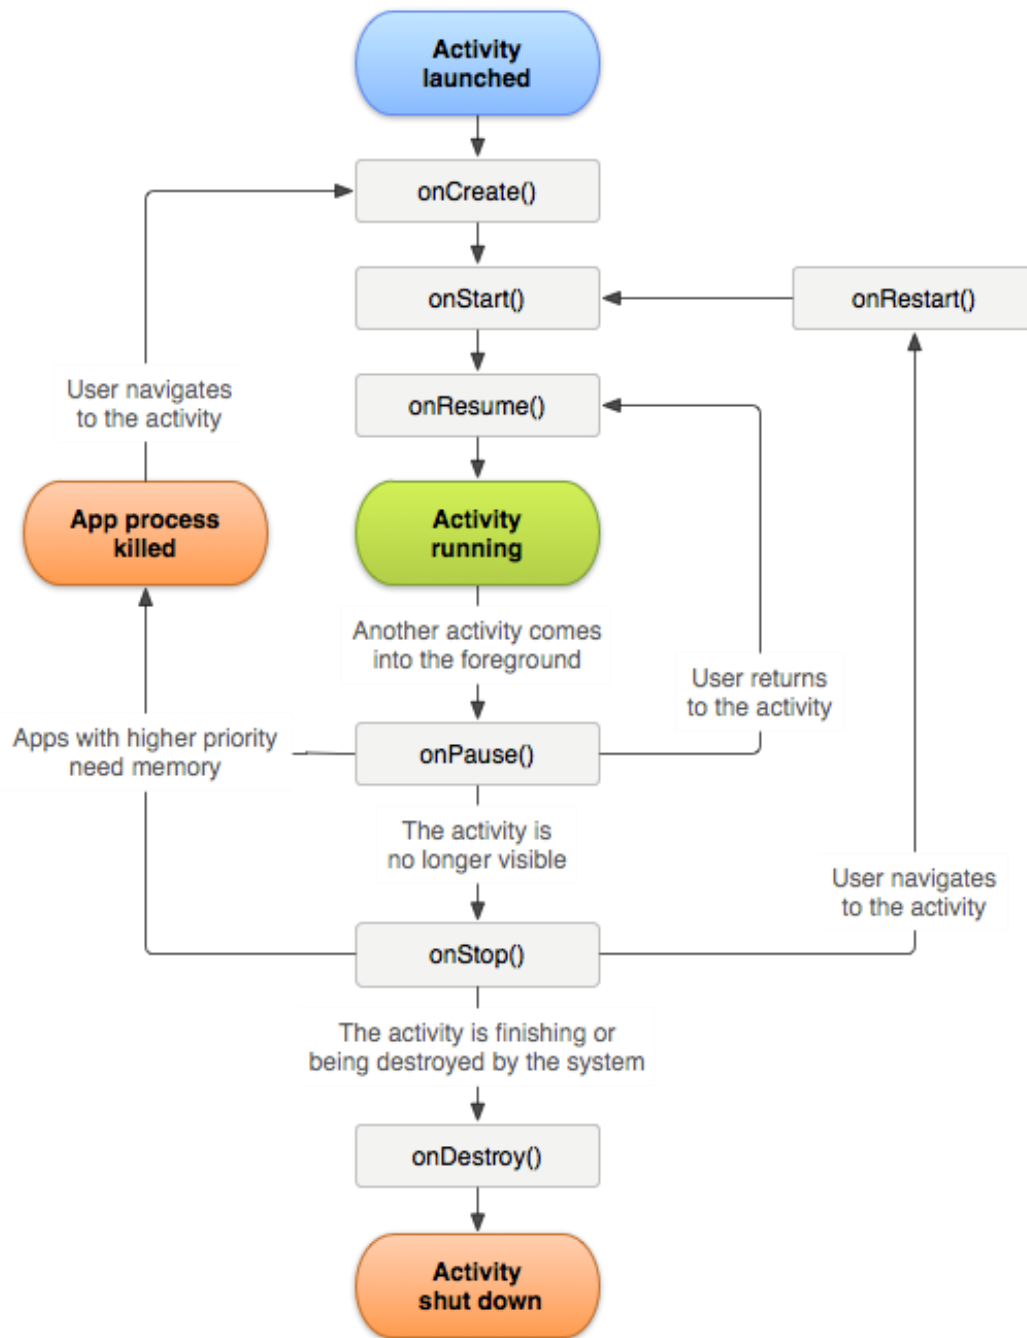 Activity
launched
onCreate()
onStart()
onRestart()
User navigates
to the activity
onResume()
App process
killed
Activity
running
Another activity comes
into the foreground
User returns
to the activity
Apps with higher priority
need memory
onPause()
The activity is
no longer visible
User navigates
to the activity
onStop()
The activity is finishing or
being destroyed by the system
onDestroy()
Activity
shut down